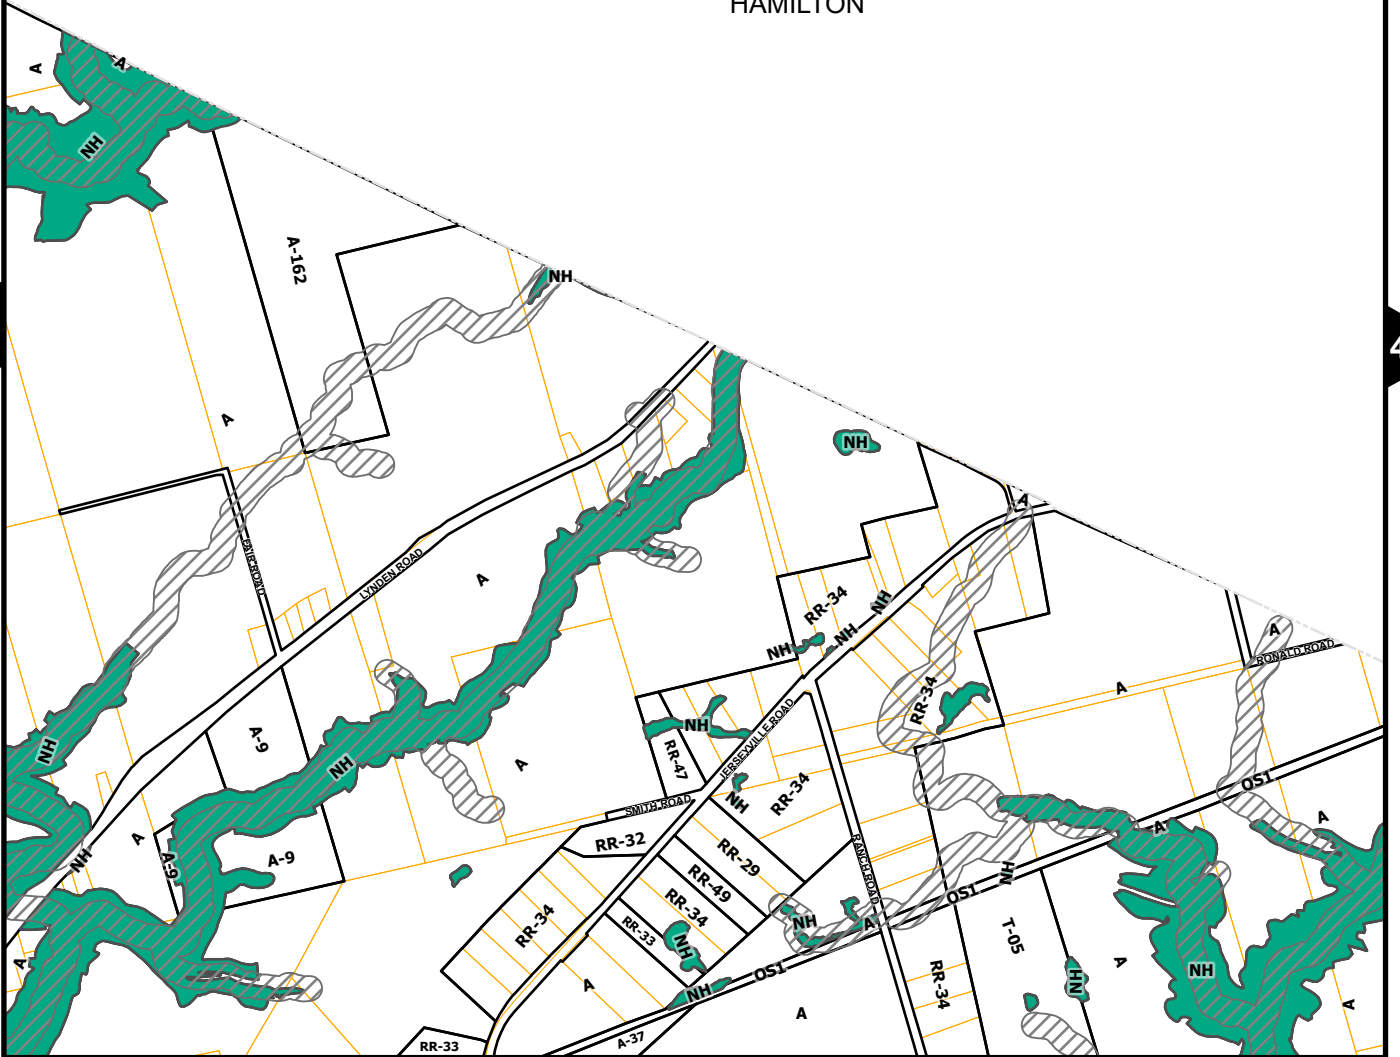 HAMILTON
A
A
NH
A-162
NH
4
A
NH
A
FAIR ROAD
LYNDEN ROAD
A
RR-34
NH
NH
NH
A
RONALD ROAD
A
RR-34
NH
A-9
NH
NH
A
RR-47
JERSEYVILLE ROAD
RR-34
NH
SMITH ROAD
OS1
A
A
A
RR-32
A-9
A-9
NH
RR-29
RANCH ROAD
NH
RR-49
OS1
RR-34
RR-34
RR-33
NH
NH
A
T-05
A
A
OS1
NH
NH
NH
A
RR-34
A
A
A-37
RR-33